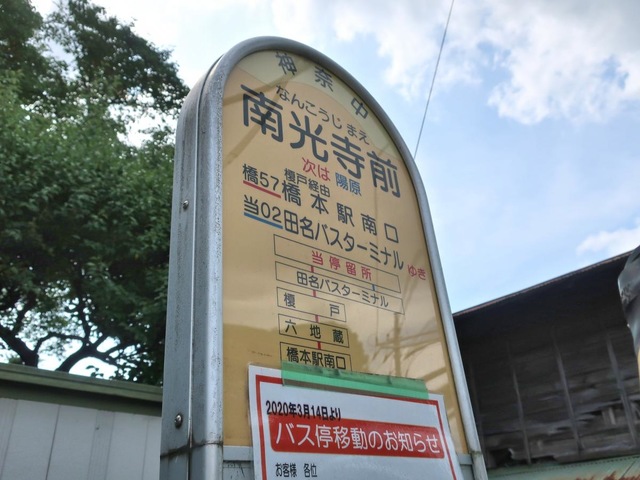 神奈中
なんこうじまえ
南光寺前
次は 陽原
榎戸経由
橋57橋本駅南口
当02田名バスターミナル
ゆき
当停留所
田名バスターミナル
榎戸
六地蔵
橋本駅南口
2020年3月14日より
バス停移動のお知らせ
お客様 各位